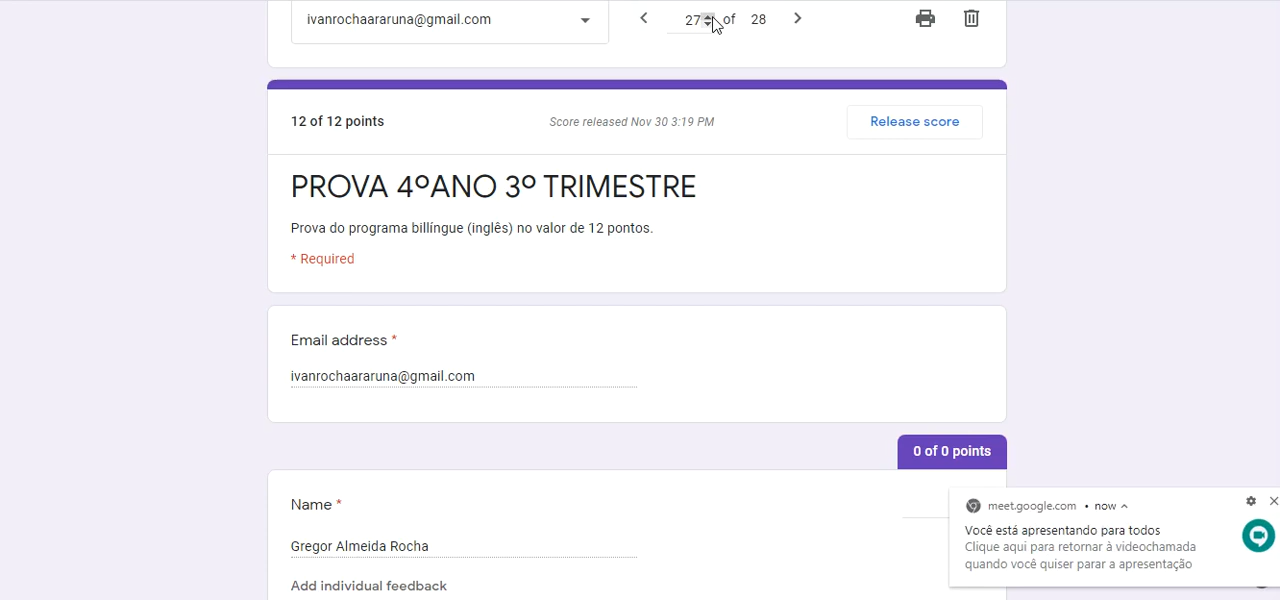 ivanrochaararuna@gmail.com
27 of 28
12 of 12 points
Score released Nov 30 3:19 PM
Release score
PROVA 4ºANO 3º TRIMESTRE
Prova do programa billíngue (inglês) no valor de 12 pontos.
* Required
Email address *
ivanrochaararuna@gmail.com
0 of 0 points
Name *
Gregor Almeida Rocha
Add individual feedback
meet.google.com • now
Você está apresentando para todos
Clique aqui para retornar à videochamada
quando você quiser parar a apresentação